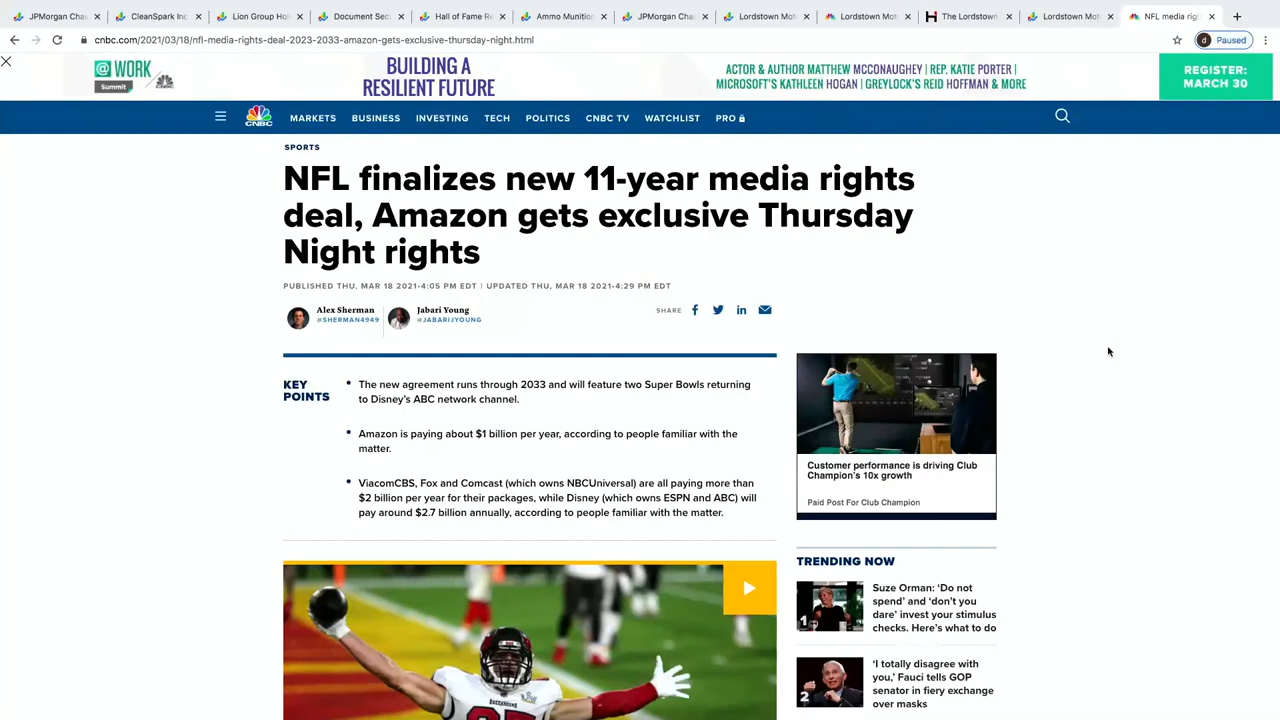 JPMorgan Cha
CleanSpark Inc
Lion Group Hol
Document Sec
Hall of Fame Re
Ammo Munition
JPMorgan Cha
Lordstown Mot
Lordstown Mot
The Lordstown
Lordstown Mot
NFL media righ
cnbc.com/2021/03/18/nfl-media-rights-deal-2023-2033-amazon-gets-exclusive-thursday-night.html
d
Paused
@WORK
Summit
BUILDING A
RESILIENT FUTURE
ACTOR & AUTHOR MATTHEW MCCONAUGHEY | REP. KATIE PORTER |
MICROSOFT'S KATHLEEN HOGAN | GREYLOCK'S REID HOFFMAN & MORE
REGISTER:
MARCH 30
CNBC
MARKETS BUSINESS INVESTING TECH POLITICS CNBC TV WATCHLIST PRO
SPORTS
NFL finalizes new 11-year media rights
deal, Amazon gets exclusive Thursday
Night rights
PUBLISHED THU, MAR 18 2021•4:05 PM EDT | UPDATED THU, MAR 18 2021•4:29 PM EDT
Alex Sherman
@SHERMAN4949
Jabari Young
@JABARIJYOUNG
SHARE
KEY
POINTS
• The new agreement runs through 2033 and will feature two Super Bowls returning
to Disney's ABC network channel.
• Amazon is paying about $1 billion per year, according to people familiar with the
matter.
• ViacomCBS, Fox and Comcast (which owns NBCUniversal) are all paying more than
$2 billion per year for their packages, while Disney (which owns ESPN and ABC) will
pay around $2.7 billion annually, according to people familiar with the matter.
BUCCANEERS
Customer performance is driving Club
Champion's 10x growth
Paid Post For Club Champion
TRENDING NOW
1
Suze Orman: 'Do not
spend' and 'don't you
dare' invest your stimulus
checks. Here's what to do
2
'I totally disagree with
you,' Fauci tells GOP
senator in fiery exchange
over masks